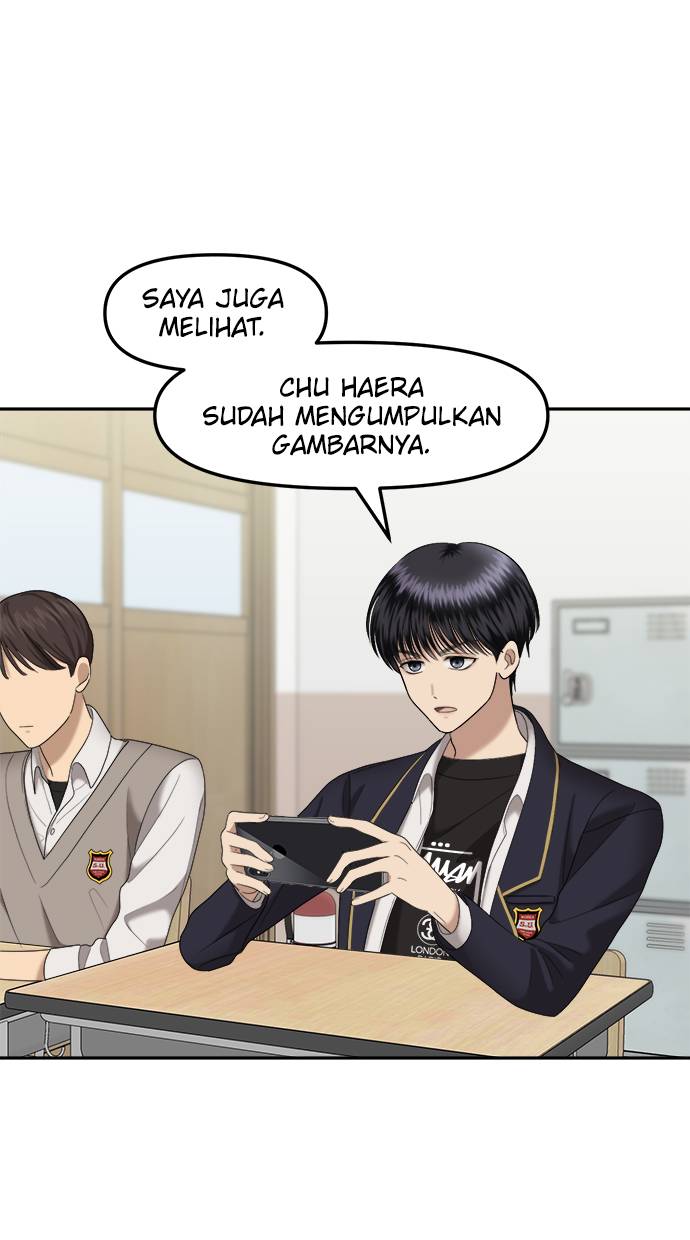 SAYA JUGA
MELIHAT.
CHU HAERA
SUDAH MENGUMPULKAN
GAMBARNYA.
S.U
S.U
LONDON